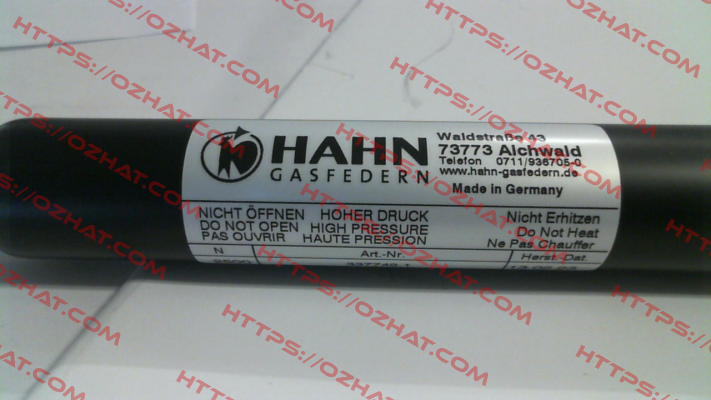 HAHN
GASFEDERN
Waldstraße 43
73773 Aichwald
Telefon 0711/936705-0
www.hahn-gasfedern.de
Made in Germany
NICHT ÖFFNEN HOHER DRUCK Nicht Erhitzen
DO NOT OPEN HIGH PRESSURE Do Not Heat
PAS OUVRIR HAUTE PRESSION Ne Pas Chauffer
N Art.-Nr. Herst.-Dat.
HTTPS://OZHAT.COM